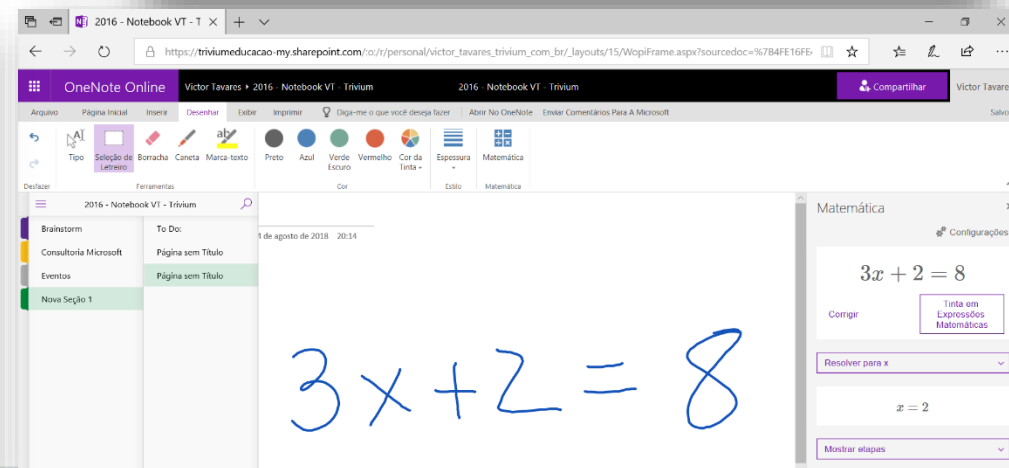 2016 - Notebook VT - T
https://triviumeducacao-my.sharepoint.com/:o:/r/personal/victor_tavares_trivium_com_br/_layouts/15/WopiFrame.aspx?sourcedoc=%7B4FE16FE
OneNote Online
Victor Tavares ▸ 2016 - Notebook VT - Trivium
2016 - Notebook VT - Trivium
Compartilhar
Victor Tavare
Arquivo Página Inicial Inserir Desenhar Exibir Imprimir Diga-me o que você deseja fazer Abrir No OneNote Enviar Comentários Para A Microsoft Salvo
Tipo Seleção de Letreiro Borracha Caneta Marca-texto Preto Azul Verde Escuro Vermelho Cor da Tinta Espessura Matemática
Desfazer Ferramentas Cor Estilo Matemática
2016 - Notebook VT - Trivium
Brainstorm
Consultoria Microsoft
Eventos
Nova Seção 1
To Do:
Página sem Título
Página sem Título
de agosto de 2018 20:14
3x+2=8
Matemática
Configurações
3x + 2 = 8
Corrigir
Tinta em
Expressões
Matemáticas
Resolver para x
x = 2
Mostrar etapas